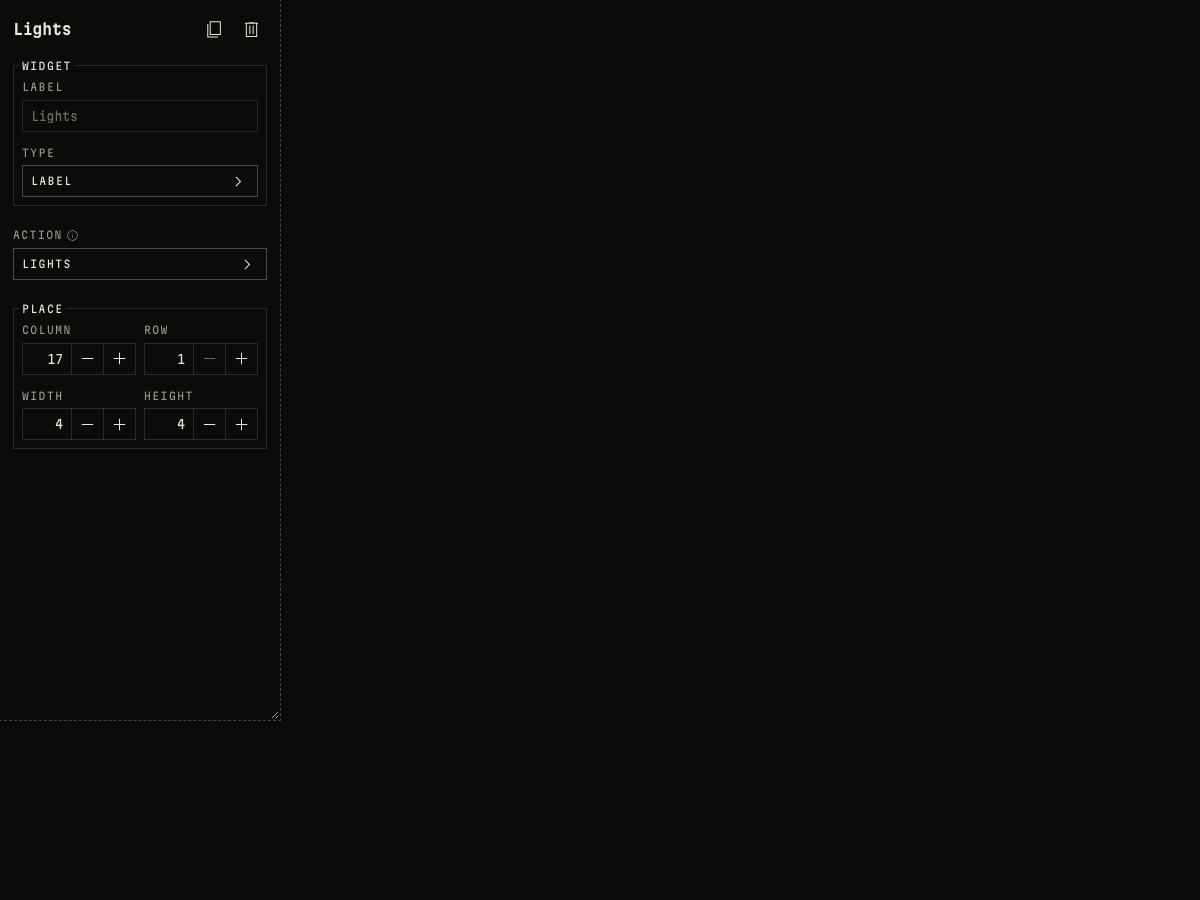 Lights
WIDGET
LABEL
Lights
TYPE
LABEL
ACTION
LIGHTS
PLACE
COLUMN ROW
17 1
WIDTH HEIGHT
4 4